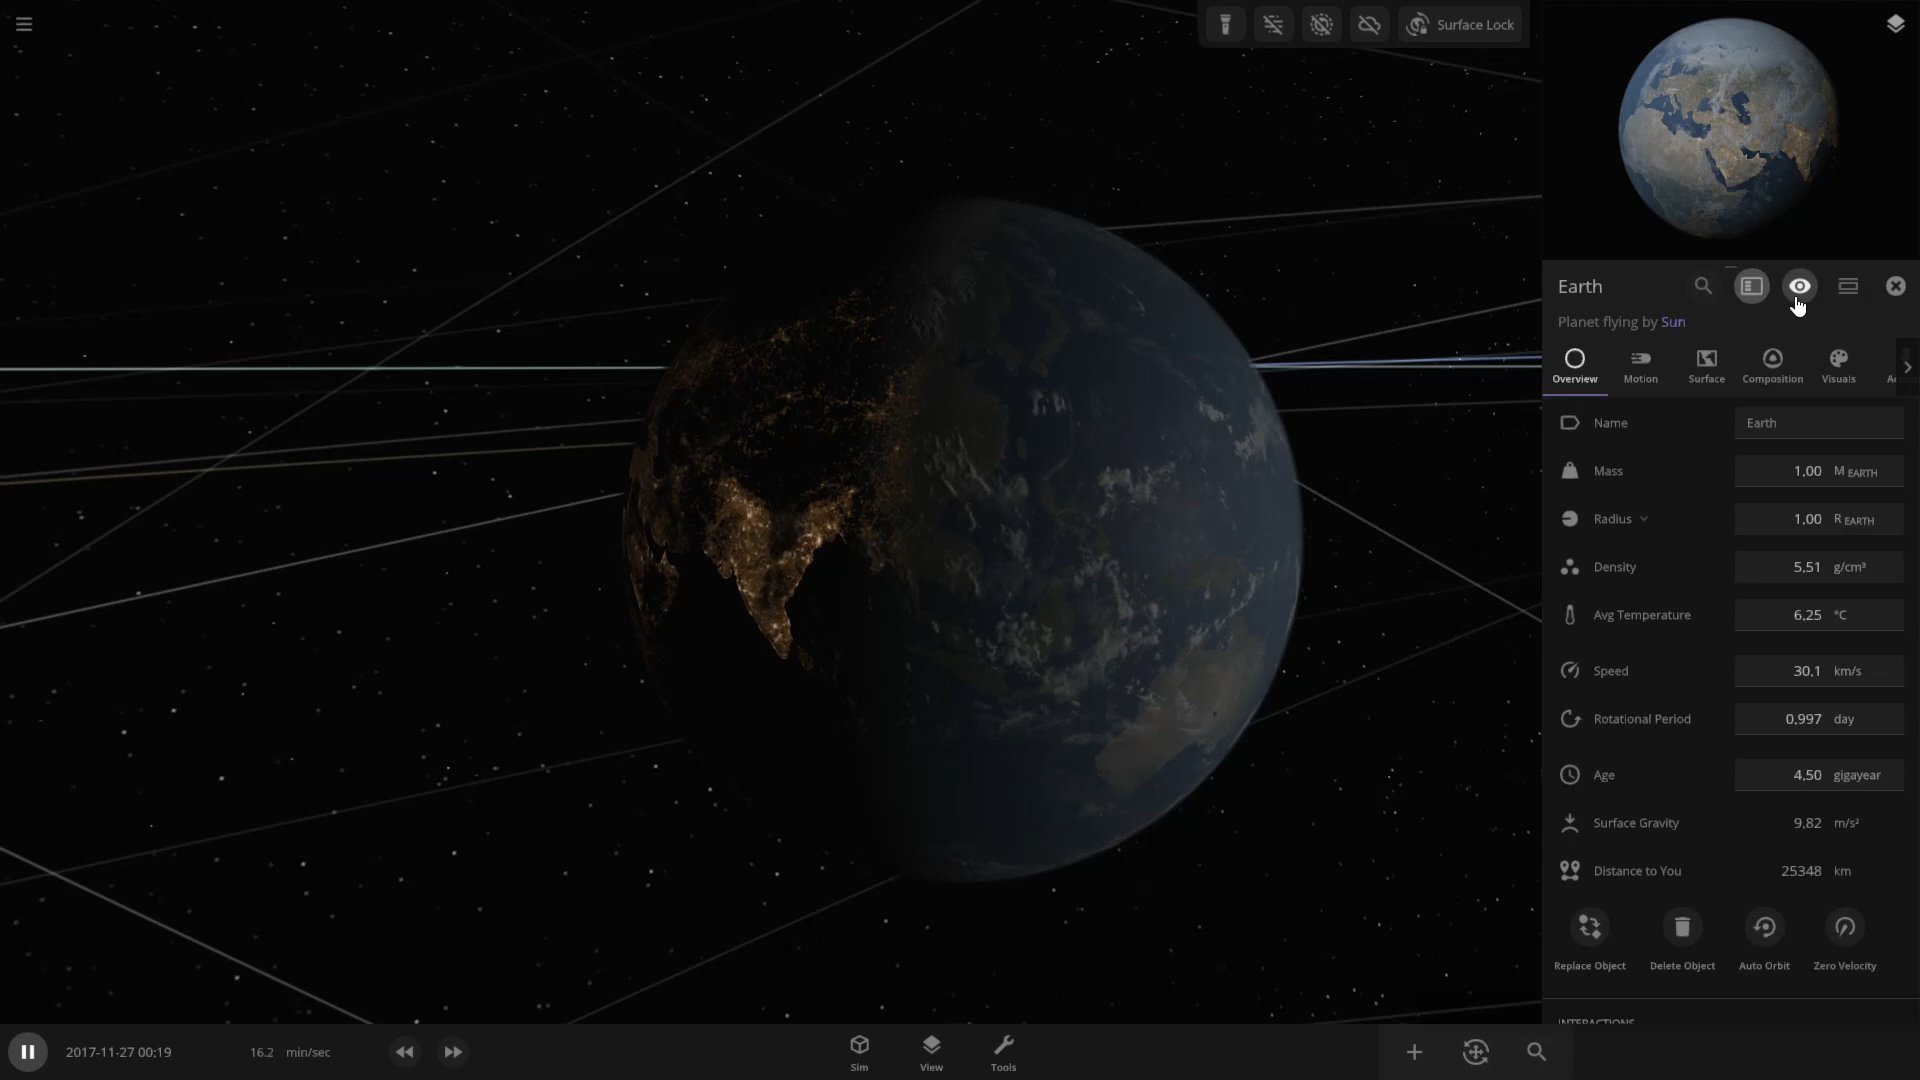 Surface Lock
Earth
Planet flying by Sun
Overview Motion Surface Composition Visuals
Name Earth
Mass 1.00 M EARTH
Radius 1.00 R EARTH
Density 5.51 g/cm³
Avg Temperature 6.25 °C
Speed 30.1 km/s
Rotational Period 0.997 day
Age 4.50 gigayear
Surface Gravity 9.82 m/s²
Distance to You 25348 km
Replace Object Delete Object Auto Orbit Zero Velocity
INTERACTIONS
2017-11-27 00:19 16.2 min/sec
Sim View Tools